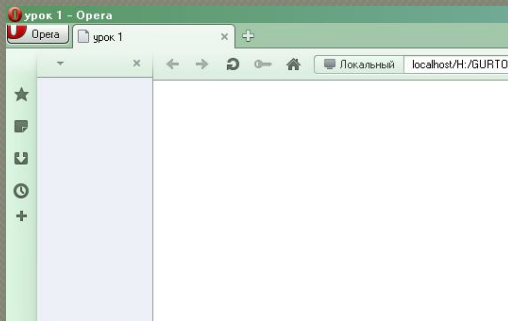 урок 1 - Opera
Opera
урок 1
Локальный
localhost/H:/GURTO